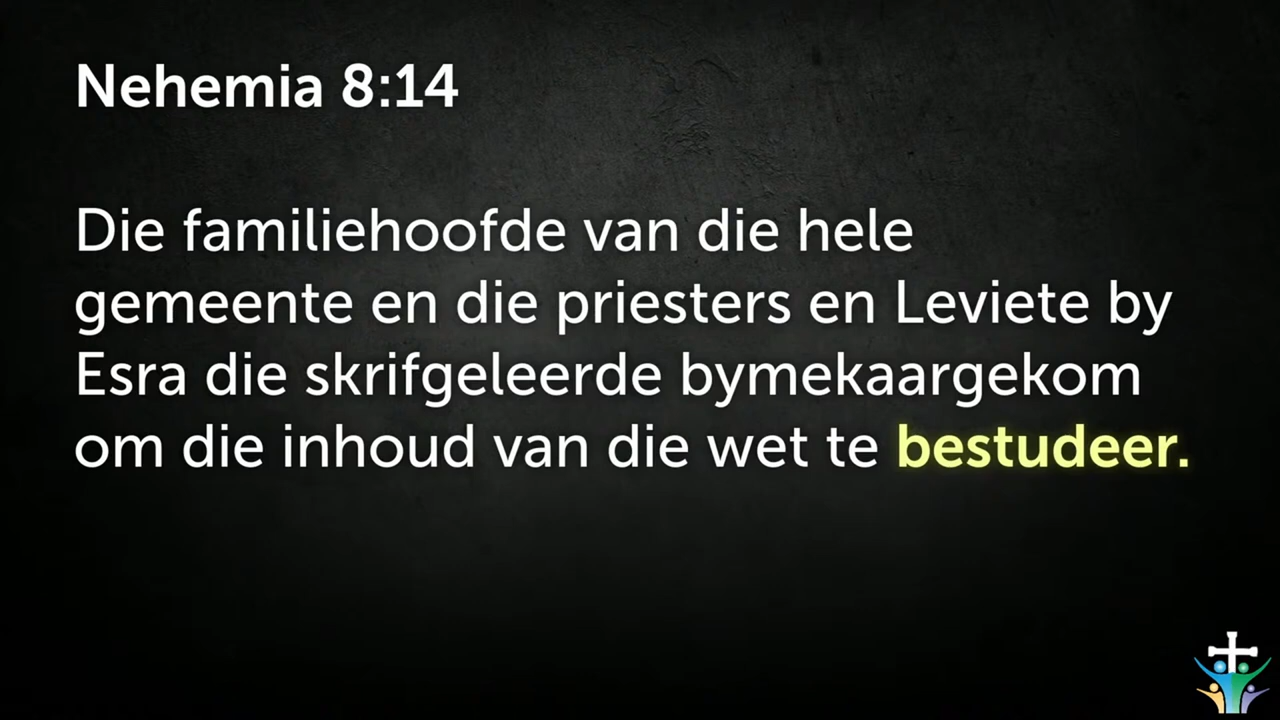 Nehemia 8:14
Die familiehoofde van die hele
gemeente en die priesters en Leviete by
Esra die skrifgeleerde bymekaargekom
om die inhoud van die wet te bestudeer.